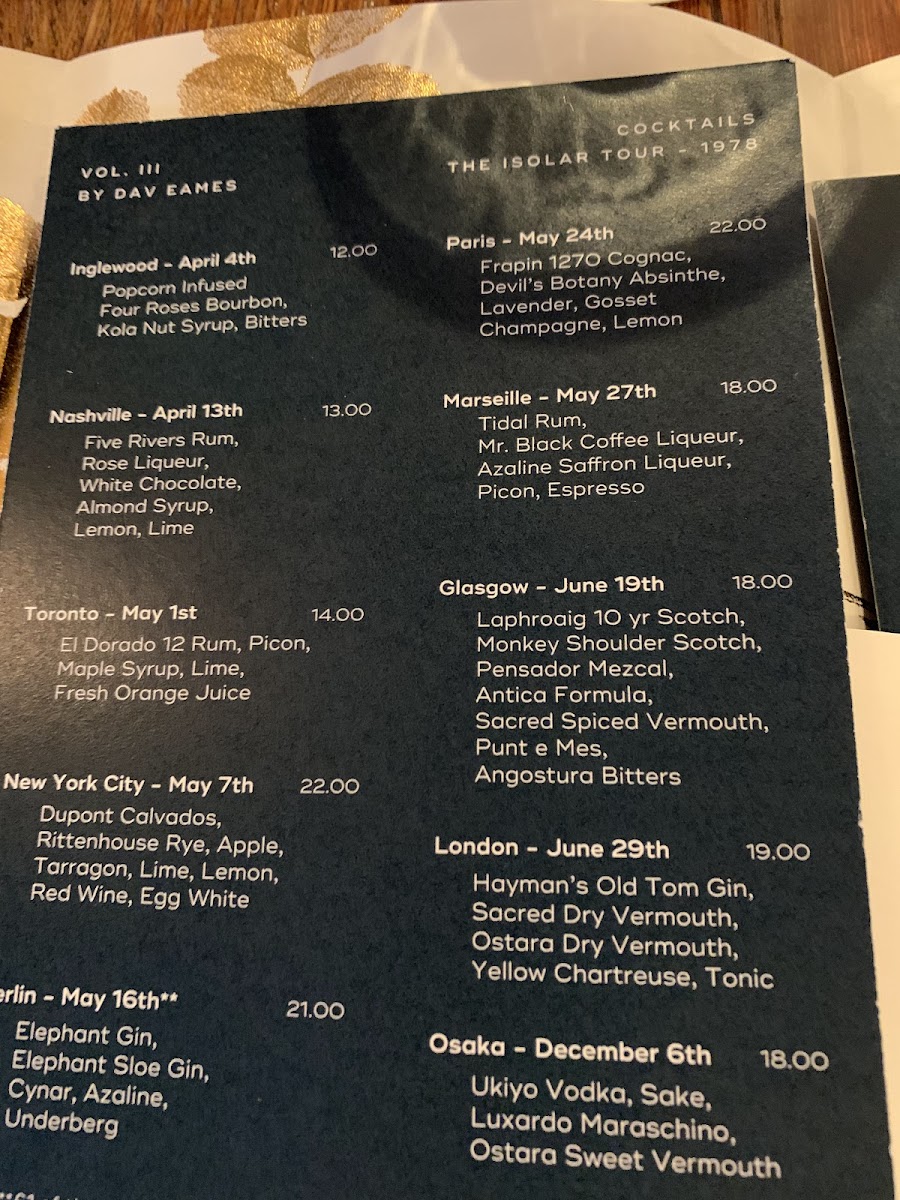 VOL. III
BY DAV EAMES
COCKTAILS
THE ISOLAR TOUR - 1978
Inglewood - April 4th 12.00
Popcorn Infused
Four Roses Bourbon,
Kola Nut Syrup, Bitters
Nashville - April 13th 13.00
Five Rivers Rum,
Rose Liqueur,
White Chocolate,
Almond Syrup,
Lemon, Lime
Toronto - May 1st 14.00
El Dorado 12 Rum, Picon,
Maple Syrup, Lime,
Fresh Orange Juice
New York City - May 7th 22.00
Dupont Calvados,
Rittenhouse Rye, Apple,
Tarragon, Lime, Lemon,
Red Wine, Egg White
erlin - May 16th** 21.00
Elephant Gin,
Elephant Sloe Gin,
Cynar, Azaline,
Underberg
Paris - May 24th 22.00
Frapin 1270 Cognac,
Devil's Botany Absinthe,
Lavender, Gosset
Champagne, Lemon
Marseille - May 27th 18.00
Tidal Rum,
Mr. Black Coffee Liqueur,
Azaline Saffron Liqueur,
Picon, Espresso
Glasgow - June 19th 18.00
Laphroaig 10 yr Scotch,
Monkey Shoulder Scotch,
Pensador Mezcal,
Antica Formula,
Sacred Spiced Vermouth,
Punt e Mes,
Angostura Bitters
London - June 29th 19.00
Hayman's Old Tom Gin,
Sacred Dry Vermouth,
Ostara Dry Vermouth,
Yellow Chartreuse, Tonic
Osaka - December 6th 18.00
Ukiyo Vodka, Sake,
Luxardo Maraschino,
Ostara Sweet Vermouth